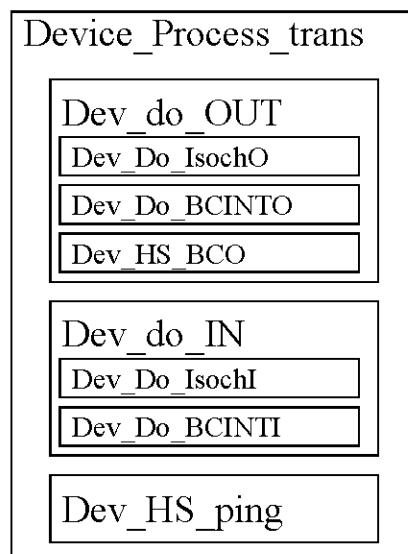 Device_Process_trans
Dev_do_OUT
Dev_Do_IsochO
Dev_Do_BCINTO
Dev_HS_BCO
Dev_do_IN
Dev_Do_IsochI
Dev_Do_BCINTI
Dev_HS_ping